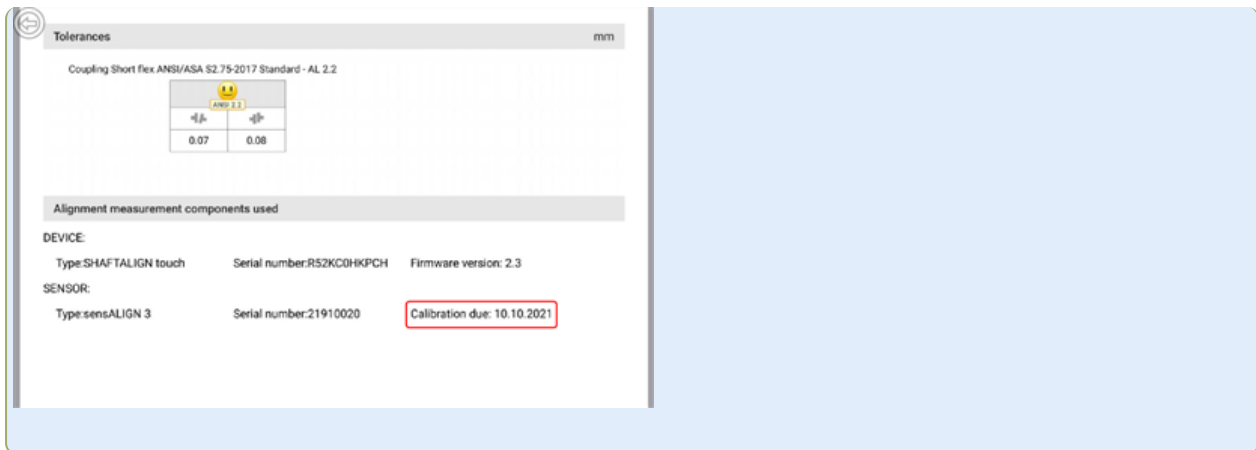 Tolerances mm
Coupling Short flex ANSI/ASA S2.75-2017 Standard - AL 2.2
ANSI 2.2
0.07 0.08
Alignment measurement components used
DEVICE:
Type:SHAFTALIGN touch Serial number:R52KC0HKPCH Firmware version: 2.3
SENSOR:
Type:sensALIGN 3 Serial number:21910020 Calibration due: 10.10.2021